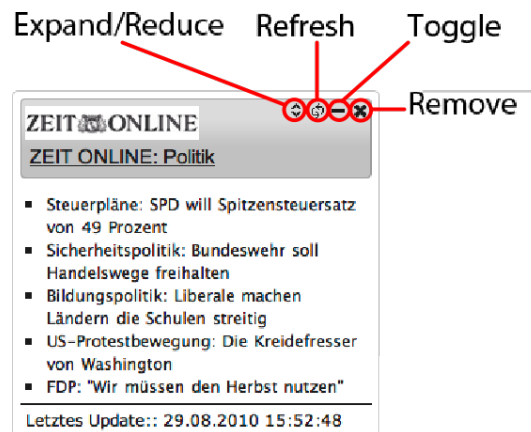 Expand/Reduce Refresh Toggle
Remove
ZEIT ONLINE
ZEIT ONLINE: Politik
Steuerpläne: SPD will Spitzensteuersatz
von 49 Prozent
Sicherheitspolitik: Bundeswehr soll
Handelswege freihalten
Bildungspolitik: Liberale machen
Ländern die Schulen streitig
US-Protestbewegung: Die Kreidefresser
von Washington
FDP: "Wir müssen den Herbst nutzen"
Letztes Update:: 29.08.2010 15:52:48